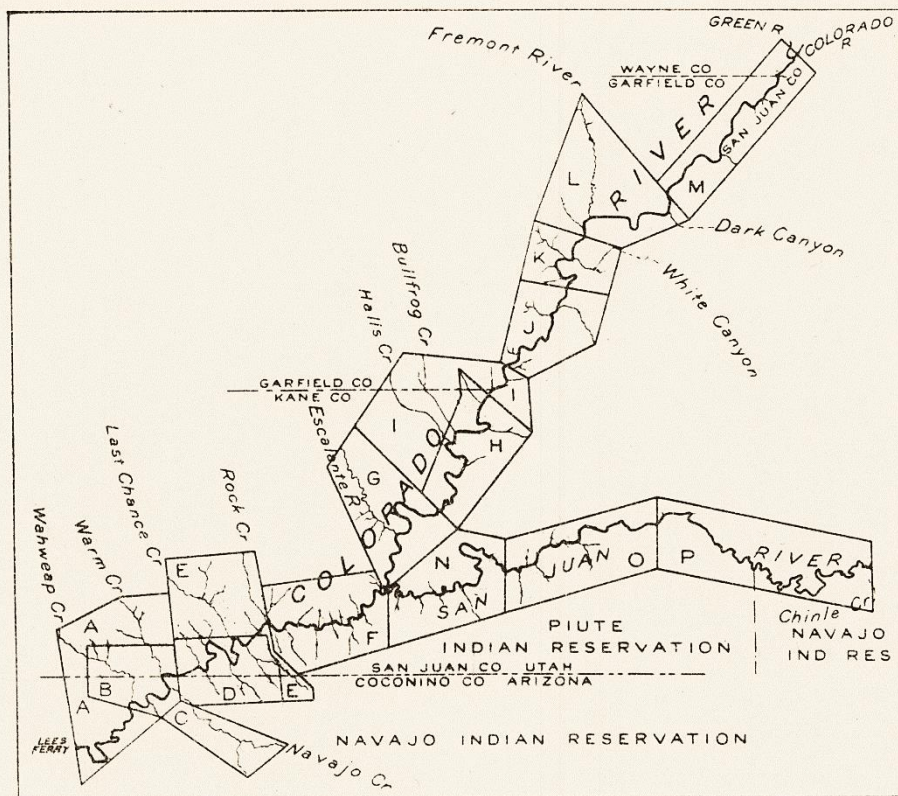 GREEN R
COLORADO R
Fremont River
WAYNE CO
GARFIELD CO
SAN JUAN CO
COLORADO RIVER
L
M
Dark Canyon
K
White Canyon
J
Bullfrog Cr
Halls Cr
GARFIELD CO
KANE CO
I
I
H
Escalante R
G
Last Chance Cr
Rock Cr
Warm Cr
Wahweap Cr
E
C
N
SAN JUAN RIVER
O
P
A
F
Chinle Cr
PIUTE
INDIAN RESERVATION
NAVAJO
IND RES
SAN JUAN CO UTAH
COCONINO CO ARIZONA
B
A
D
E
C
LEES
FERRY
NAVAJO INDIAN RESERVATION
Navajo Cr